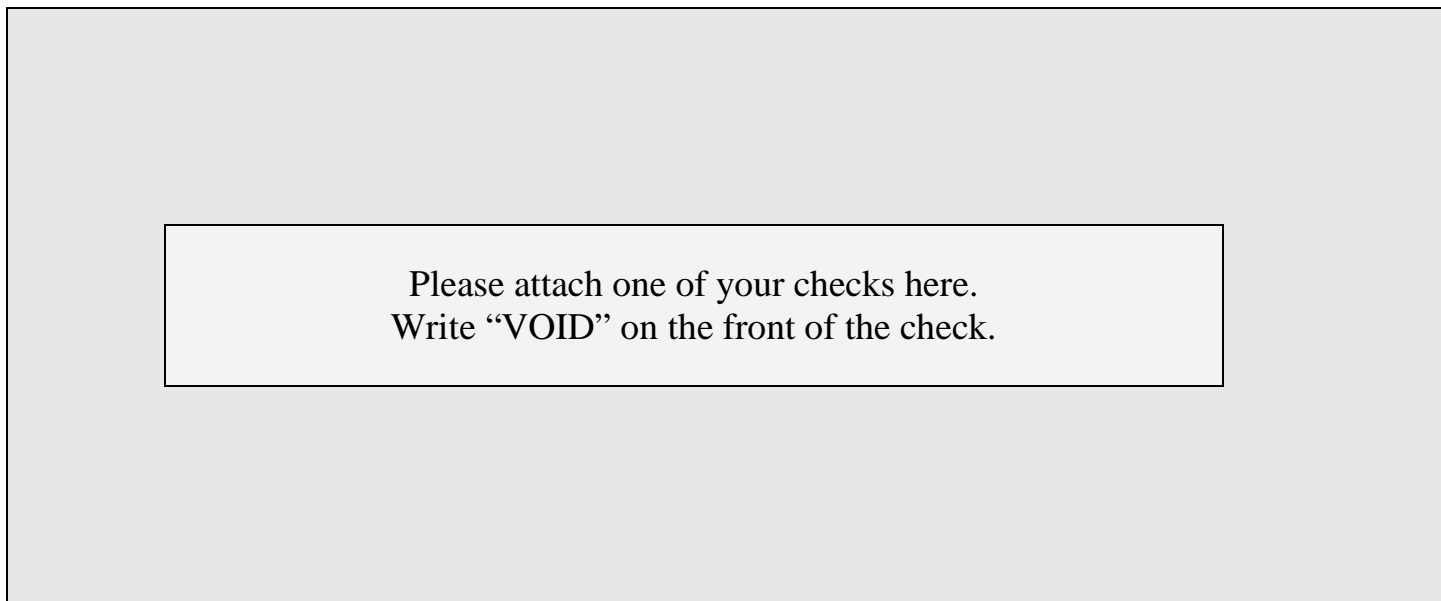 Please attach one of your checks here.
Write “VOID” on the front of the check.